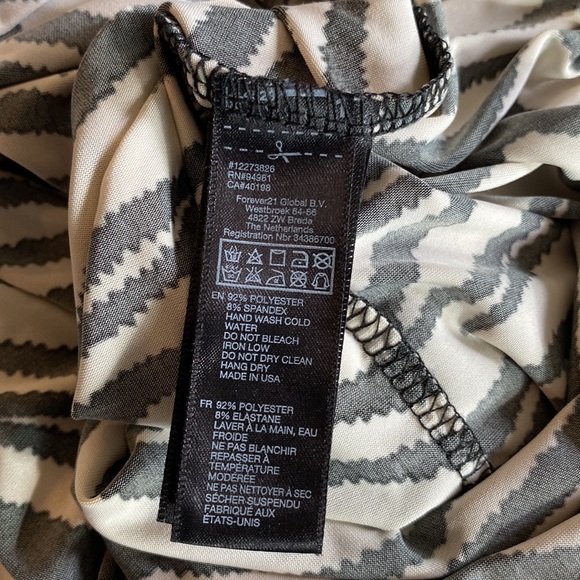 #12273826
RN#94981
CA#40198
Forever21 Global B.V.
Westbroek 64-66
4822 ZW Breda
The Netherlands
Registration Nbr 34386700
EN 92% POLYESTER
8% SPANDEX
HAND WASH COLD
WATER
DO NOT BLEACH
IRON LOW
DO NOT DRY CLEAN
HANG DRY
MADE IN USA
FR 92% POLYESTER
8% ELASTANE
LAVER À LA MAIN, EAU
FROIDE
NE PAS BLANCHIR
REPASSER À
TEMPÉRATURE
MODÉRÉE
NE PAS NETTOYER À SEC
SÉCHER SUSPENDU
FABRIQUÉ AUX
ÉTATS-UNIS